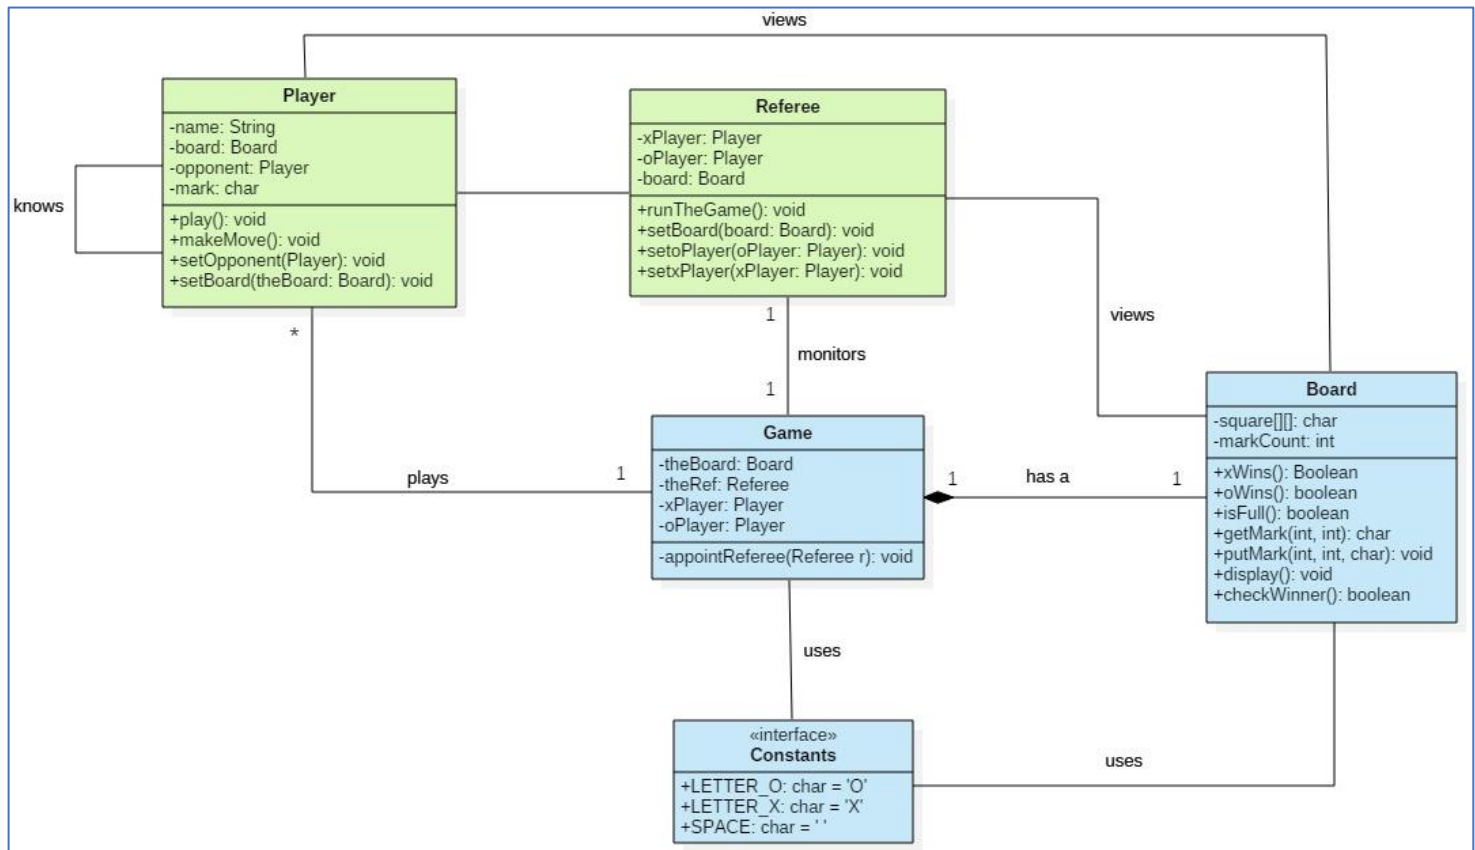 views
Player
-name: String
-board: Board
-opponent: Player
-mark: char
+play(): void
+makeMove(): void
+setOpponent(Player): void
+setBoard(theBoard: Board): void
knows
Referee
-xPlayer: Player
-oPlayer: Player
-board: Board
+runTheGame(): void
+setBoard(board: Board): void
+setoPlayer(oPlayer: Player): void
+setxPlayer(xPlayer: Player): void
*
1
monitors
1
views
Board
-square[][]: char
-markCount: int
+xWins(): Boolean
+oWins(): boolean
+isFull(): boolean
+getMark(int, int): char
+putMark(int, int, char): void
+display(): void
+checkWinner(): boolean
Game
-theBoard: Board
-theRef: Referee
-xPlayer: Player
-oPlayer: Player
-appointReferee(Referee r): void
plays
1
1
has a
1
uses
«interface»
Constants
+LETTER_O: char = 'O'
+LETTER_X: char = 'X'
+SPACE: char = ' '
uses